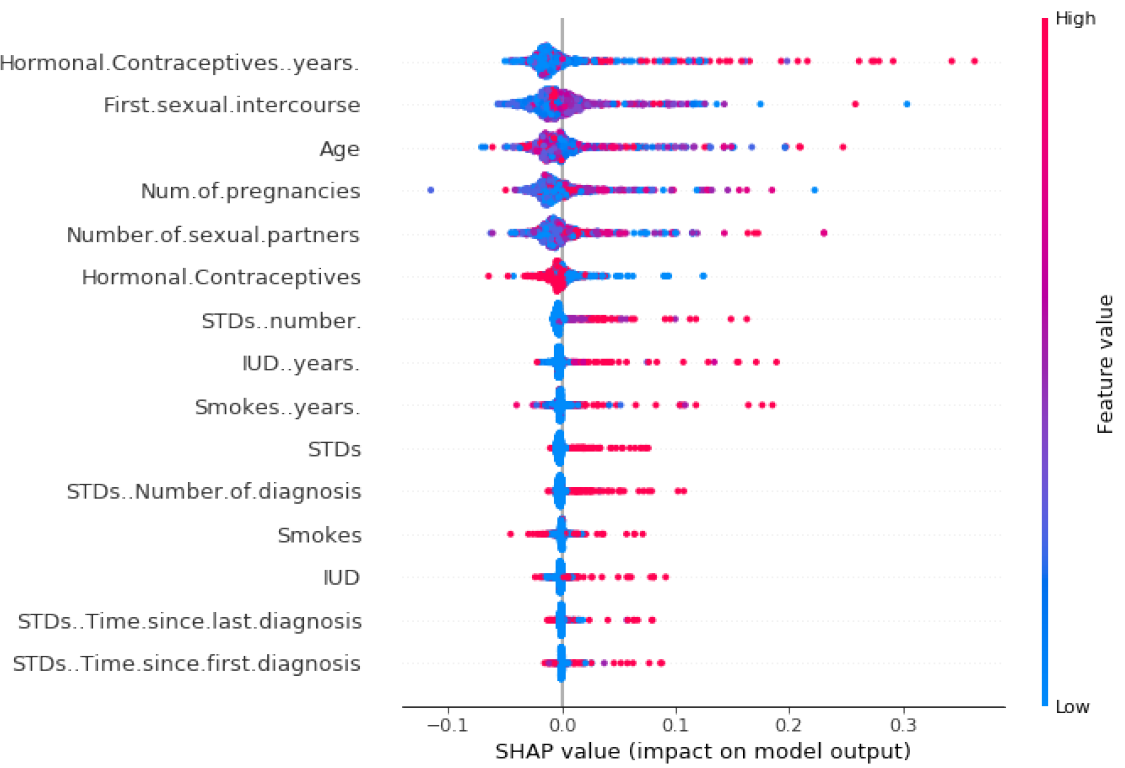 High
Hormonal.Contraceptives..years.
First.sexual.intercourse
Age
Num.of.pregnancies
Number.of.sexual.partners
Hormonal.Contraceptives
STDs..number.
IUD..years.
Smokes..years.
STDs
STDs..Number.of.diagnosis
Smokes
IUD
STDs..Time.since.last.diagnosis
STDs..Time.since.first.diagnosis
Feature value
Low
−0.1 0.0 0.1 0.2 0.3
SHAP value (impact on model output)